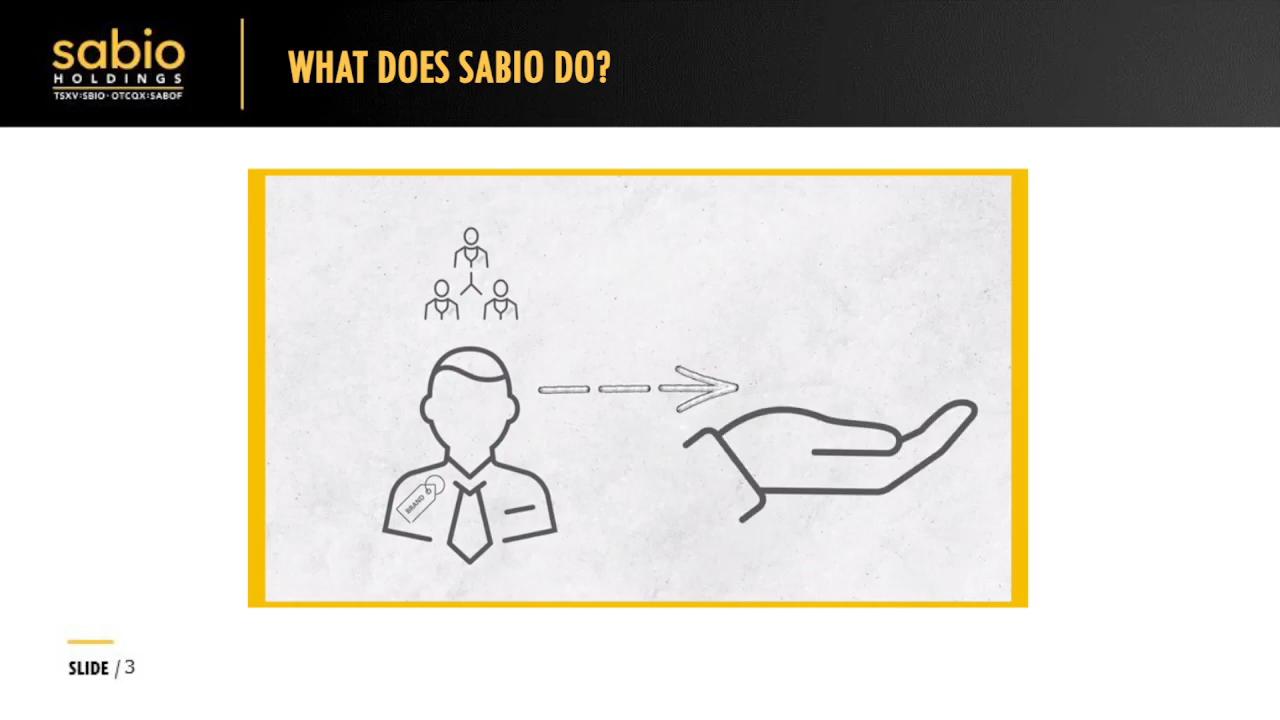 sabio
HOLDINGS
TSXV:SBIO · OTCQX:SABOF
WHAT DOES SABIO DO?
BRAND
SLIDE / 3